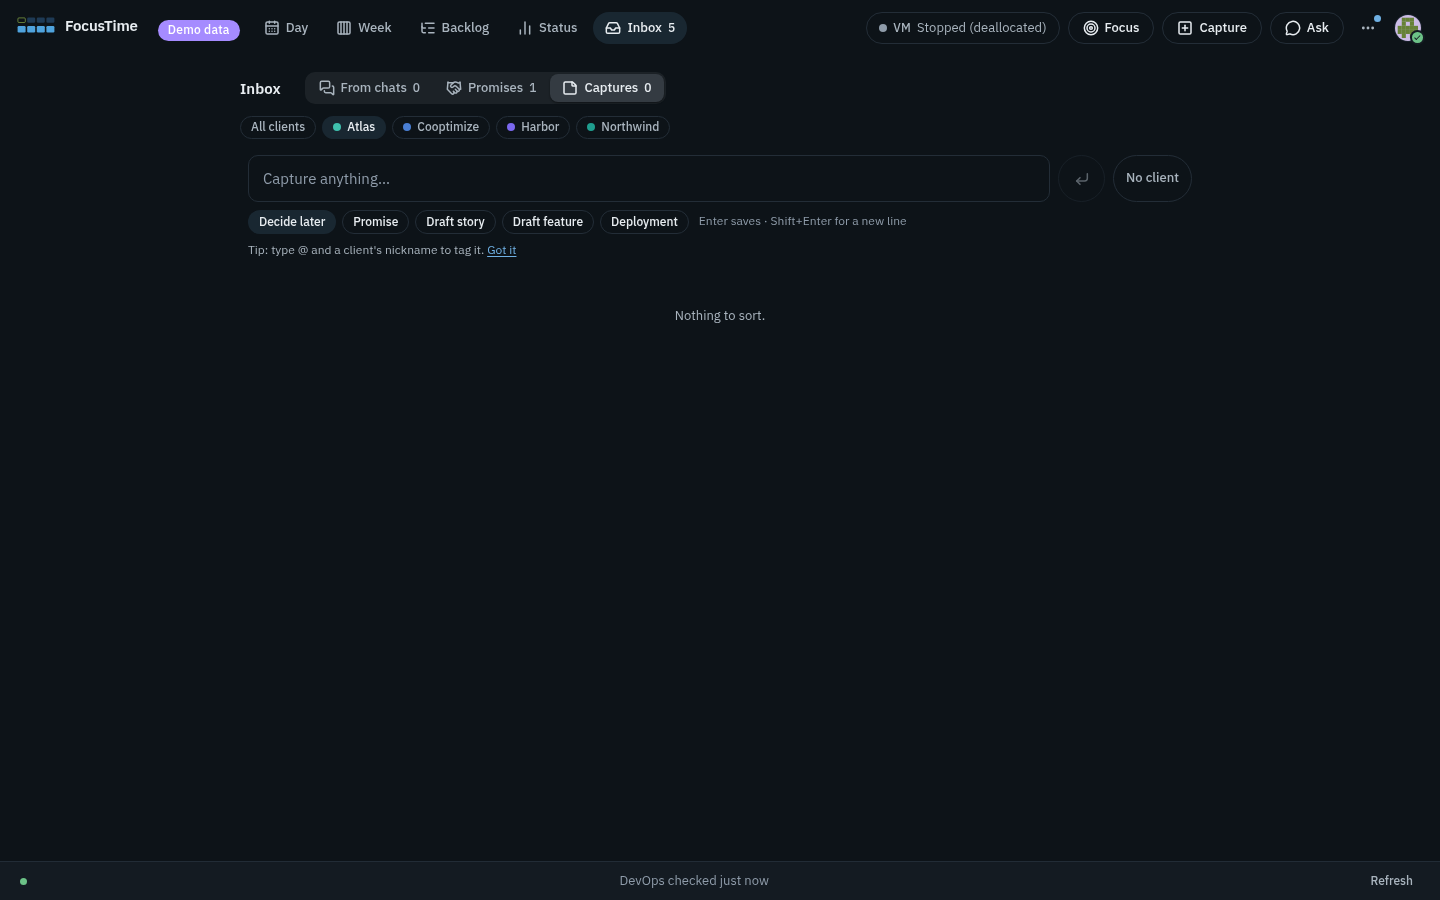 FocusTime
Demo data
Day
Week
Backlog
Status
Inbox 5
VM Stopped (deallocated)
Focus
Capture
Ask
Inbox
From chats 0
Promises 1
Captures 0
All clients
Atlas
Cooptimize
Harbor
Northwind
Capture anything...
No client
Decide later
Promise
Draft story
Draft feature
Deployment
Enter saves · Shift+Enter for a new line
Tip: type @ and a client's nickname to tag it. Got it
Nothing to sort.
DevOps checked just now
Refresh